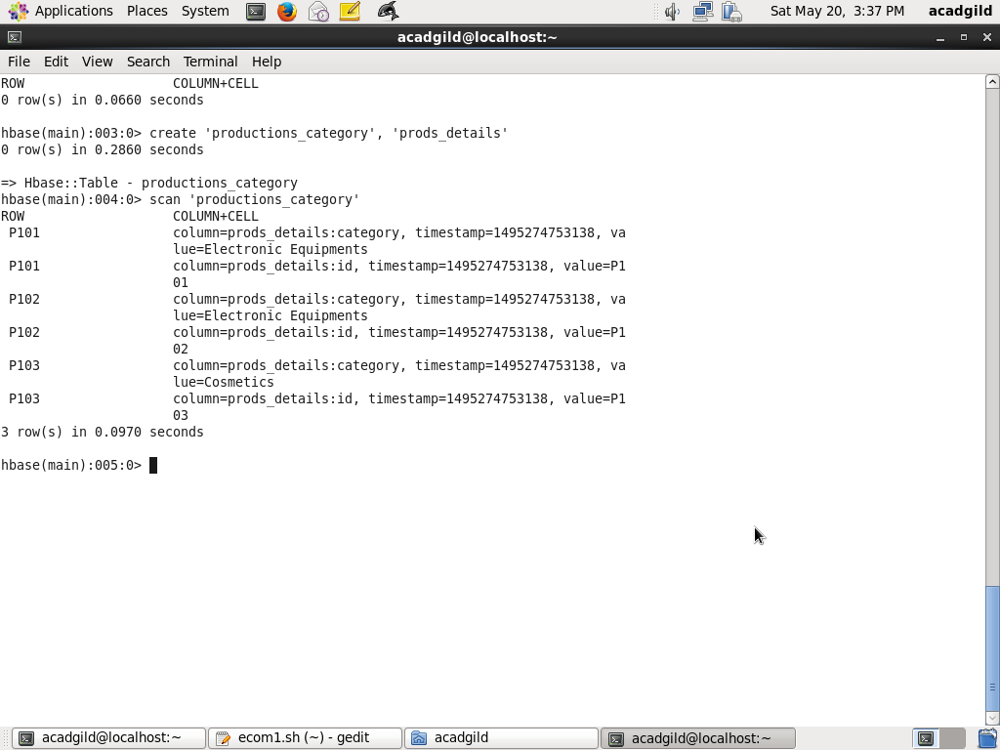 Applications Places System Sat May 20, 3:37 PM acadgild
acadgild@localhost:~
File Edit View Search Terminal Help
ROW COLUMN+CELL
0 row(s) in 0.0660 seconds
hbase(main):003:0> create 'productions_category', 'prods_details'
0 row(s) in 0.2860 seconds
=> Hbase::Table - productions_category
hbase(main):004:0> scan 'productions_category'
ROW COLUMN+CELL
P101 column=prods_details:category, timestamp=1495274753138, va
lue=Electronic Equipments
P101 column=prods_details:id, timestamp=1495274753138, value=P1
01
P102 column=prods_details:category, timestamp=1495274753138, va
lue=Electronic Equipments
P102 column=prods_details:id, timestamp=1495274753138, value=P1
02
P103 column=prods_details:category, timestamp=1495274753138, va
lue=Cosmetics
P103 column=prods_details:id, timestamp=1495274753138, value=P1
03
3 row(s) in 0.0970 seconds
hbase(main):005:0>
acadgild@localhost:~ ecom1.sh (~) - gedit acadgild acadgild@localhost:~